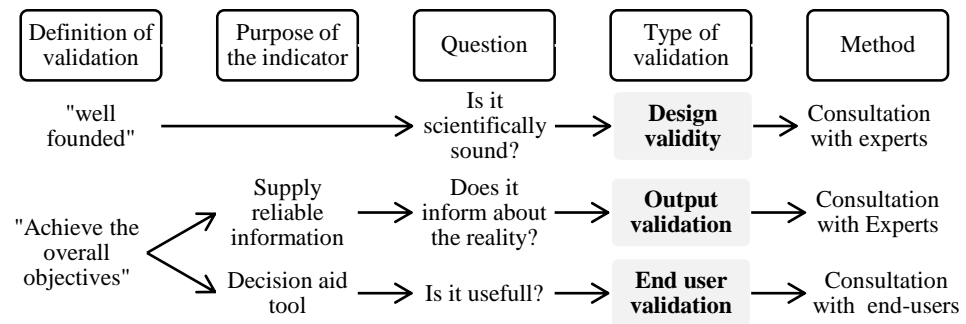 Definition of
validation
Purpose of
the indicator
Question
Type of
validation
Method
"well
founded"
Is it
scientifically
sound?
Design
validity
Consultation
with experts
"Achieve the
overall
objectives"
Supply
reliable
information
Does it
inform about
the reality?
Output
validation
Consultation
with Experts
Decision aid
tool
Is it usefull?
End user
validation
Consultation
with end-users